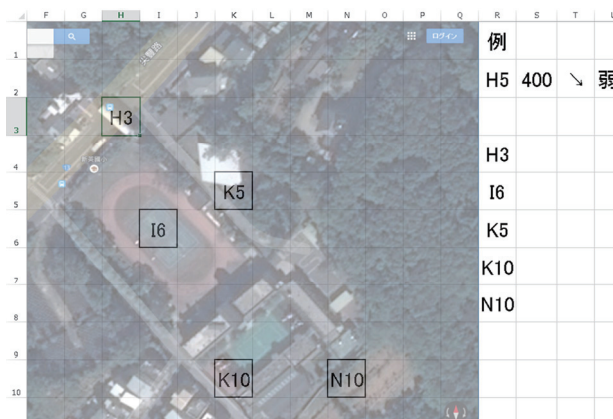 F G H I J K L M N O P Q R S T
ログイン
例
1
H5 400 ↘ 弱
2
H3
3
H3
4
K5
I6
5
I6
K5
6
K10
7
N10
8
9
K10 N10
10